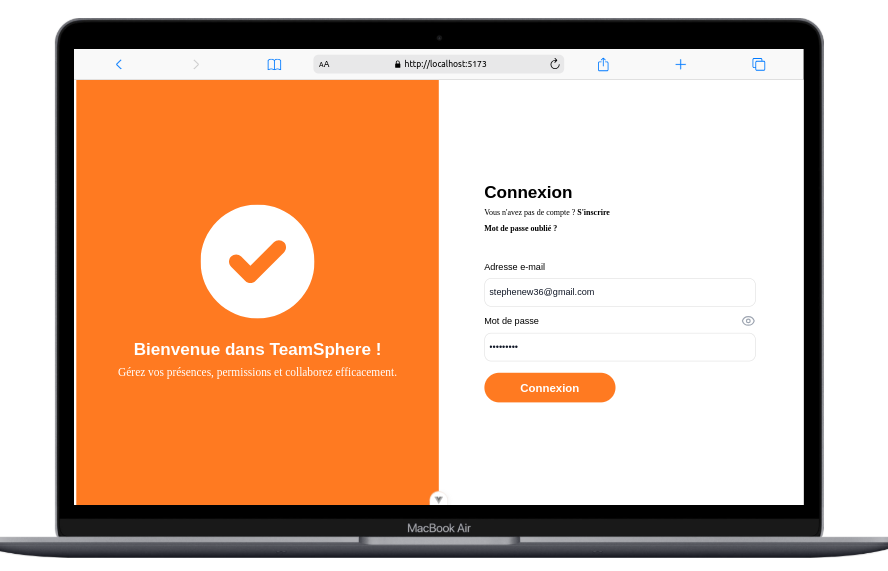 AA
http://localhost:5173
Bienvenue dans TeamSphere !
Gérez vos présences, permissions et collaborez efficacement.
Connexion
Vous n'avez pas de compte ? S'inscrire
Mot de passe oublié ?
Adresse e-mail
stephenew36@gmail.com
Mot de passe
•••••••••
Connexion
MacBook Air